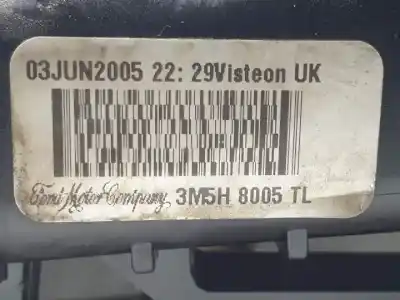 03JUN2005 22: 29Visteon UK
Ford Motor Company 3M5H 8005 TL